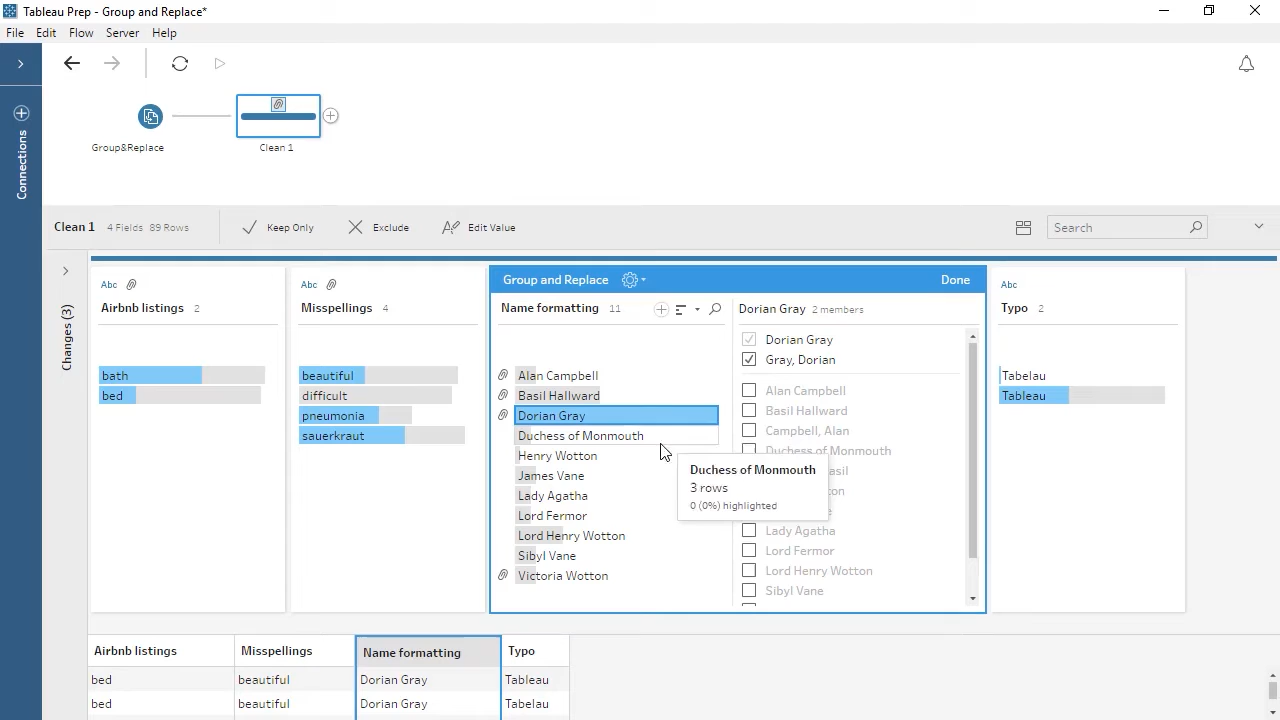 Tableau Prep - Group and Replace*
File Edit Flow Server Help
Connections
Group&Replace
Clean 1
Clean 1 4 Fields 89 Rows Keep Only Exclude Edit Value Search
Changes (3)
Abc
Airbnb listings 2
bath
bed
Abc
Misspellings 4
beautiful
difficult
pneumonia
sauerkraut
Group and Replace Done
Name formatting 11
Alan Campbell
Basil Hallward
Dorian Gray
Duchess of Monmouth
Henry Wotton
James Vane
Lady Agatha
Lord Fermor
Lord Henry Wotton
Sibyl Vane
Victoria Wotton
Dorian Gray 2 members
Dorian Gray
Gray, Dorian
Alan Campbell
Basil Hallward
Campbell, Alan
Duchess of Monmouth
Lady Agatha
Lord Fermor
Lord Henry Wotton
Sibyl Vane
Duchess of Monmouth
3 rows
0 (0%) highlighted
Abc
Typo 2
Tabelau
Tableau
Airbnb listings Misspellings Name formatting Typo
bed beautiful Dorian Gray Tableau
bed beautiful Dorian Gray Tabelau